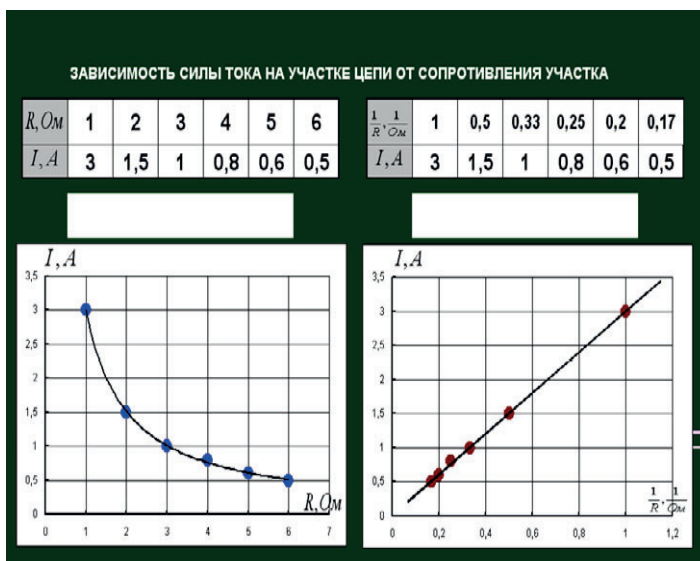 ЗАВИСИМОСТЬ СИЛЫ ТОКА НА УЧАСТКЕ ЦЕПИ ОТ СОПРОТИВЛЕНИЯ УЧАСТКА
R, Ом 1 2 3 4 5 6
I, А 3 1,5 1 0,8 0,6 0,5
1/R, 1/Ом 1 0,5 0,33 0,25 0,2 0,17
I, А 3 1,5 1 0,8 0,6 0,5
I, А
3,5
3
2,5
2
1,5
1
0,5
0
R, Ом
0 1 2 3 4 5 6 7
I, А
3,5
3
2,5
2
1,5
1
0,5
0
1/R, 1/Ом
0 0,2 0,4 0,6 0,8 1 1,2